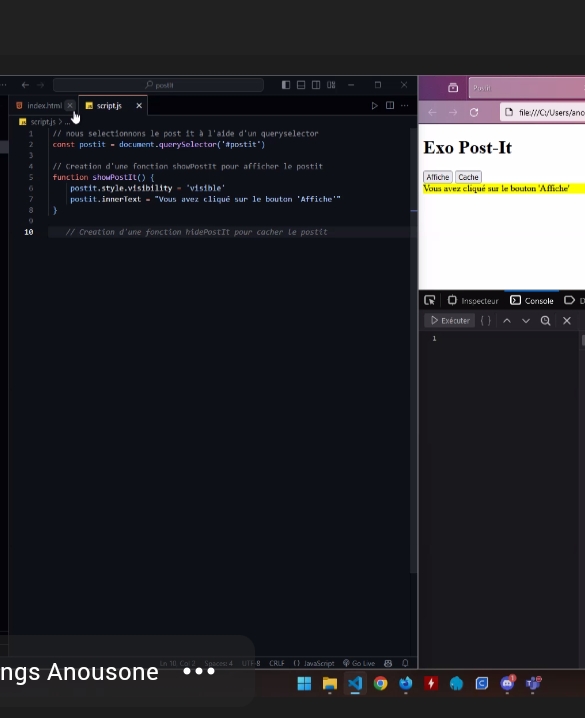 postit
index.html
script.js
script.js > ...
1 // nous selectionnons le post it à l'aide d'un queryselector
2 const postit = document.querySelector('#postit')
3
4 // Creation d'une fonction showPostIt pour afficher le postit
5 function showPostIt() {
6 postit.style.visibility = 'visible'
7 postit.innerText = "Vous avez cliqué sur le bouton 'Affiche'"
8 }
9
10 // Creation d'une fonction hidePostIt pour cacher le postit
Ln 10, Col 2 Spaces: 4 UTF-8 CRLF {} JavaScript Go Live
ngs Anousone
Postit
file:///C:/Users/ano
Exo Post-It
Affiche Cache
Vous avez cliqué sur le bouton 'Affiche'
Inspecteur Console D
Exécuter { }
1